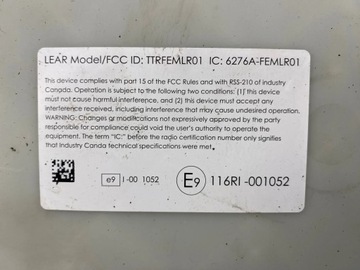 LEAR Model/FCC ID: TTRFEMLR01 IC: 6276A-FEMLR01
This device complies with part 15 of the FCC Rules and with RSS-210 of industry
Canada. Operation is subject to the following two conditions: (1) this device
must not cause harmful interference, and (2) this device must accept any
interference received, including interference that may cause undesired operation.
WARNING: Changes or modifications not expressively approved by the party
responsible for compliance could void the user's authority to operate the
equipment. The term "IC:" before the radio certification number only signifies
that Industry Canda technical specifications were met.
e9 I-00 1052 E9 116RI -001052